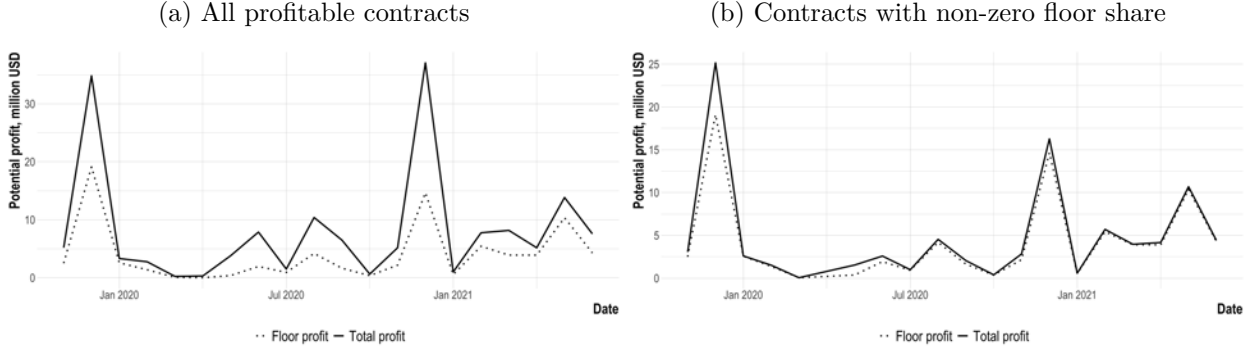 (a) All profitable contracts
Potential profit, million USD
30
20
10
0
Jan 2020
Jul 2020
Jan 2021
Date
Floor profit
Total profit
(b) Contracts with non-zero floor share
Potential profit, million USD
25
20
15
10
5
0
Jan 2020
Jul 2020
Jan 2021
Date
Floor profit
Total profit